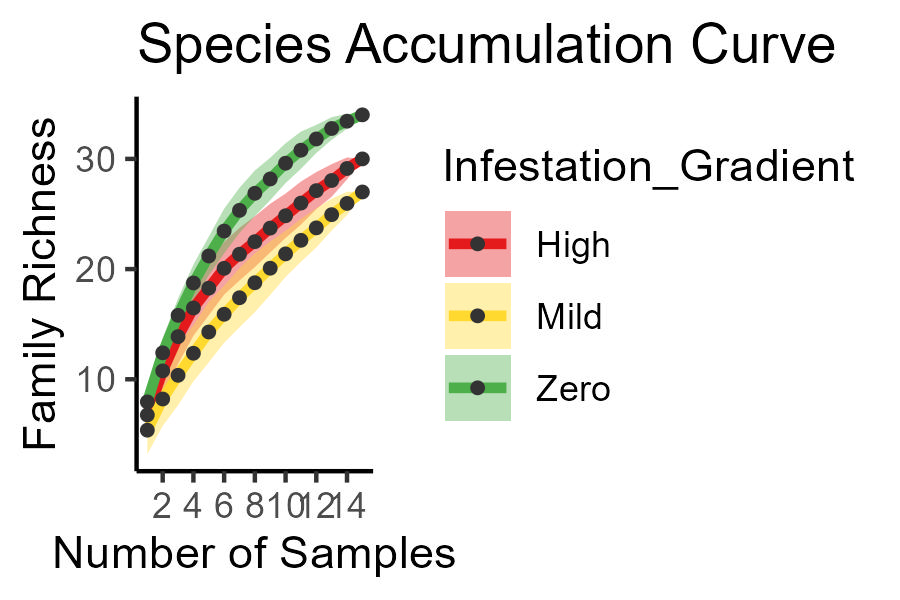 Species Accumulation Curve
Family Richness
30
20
10
2 4 6 8 10 12 14
Number of Samples
Infestation_Gradient
High
Mild
Zero